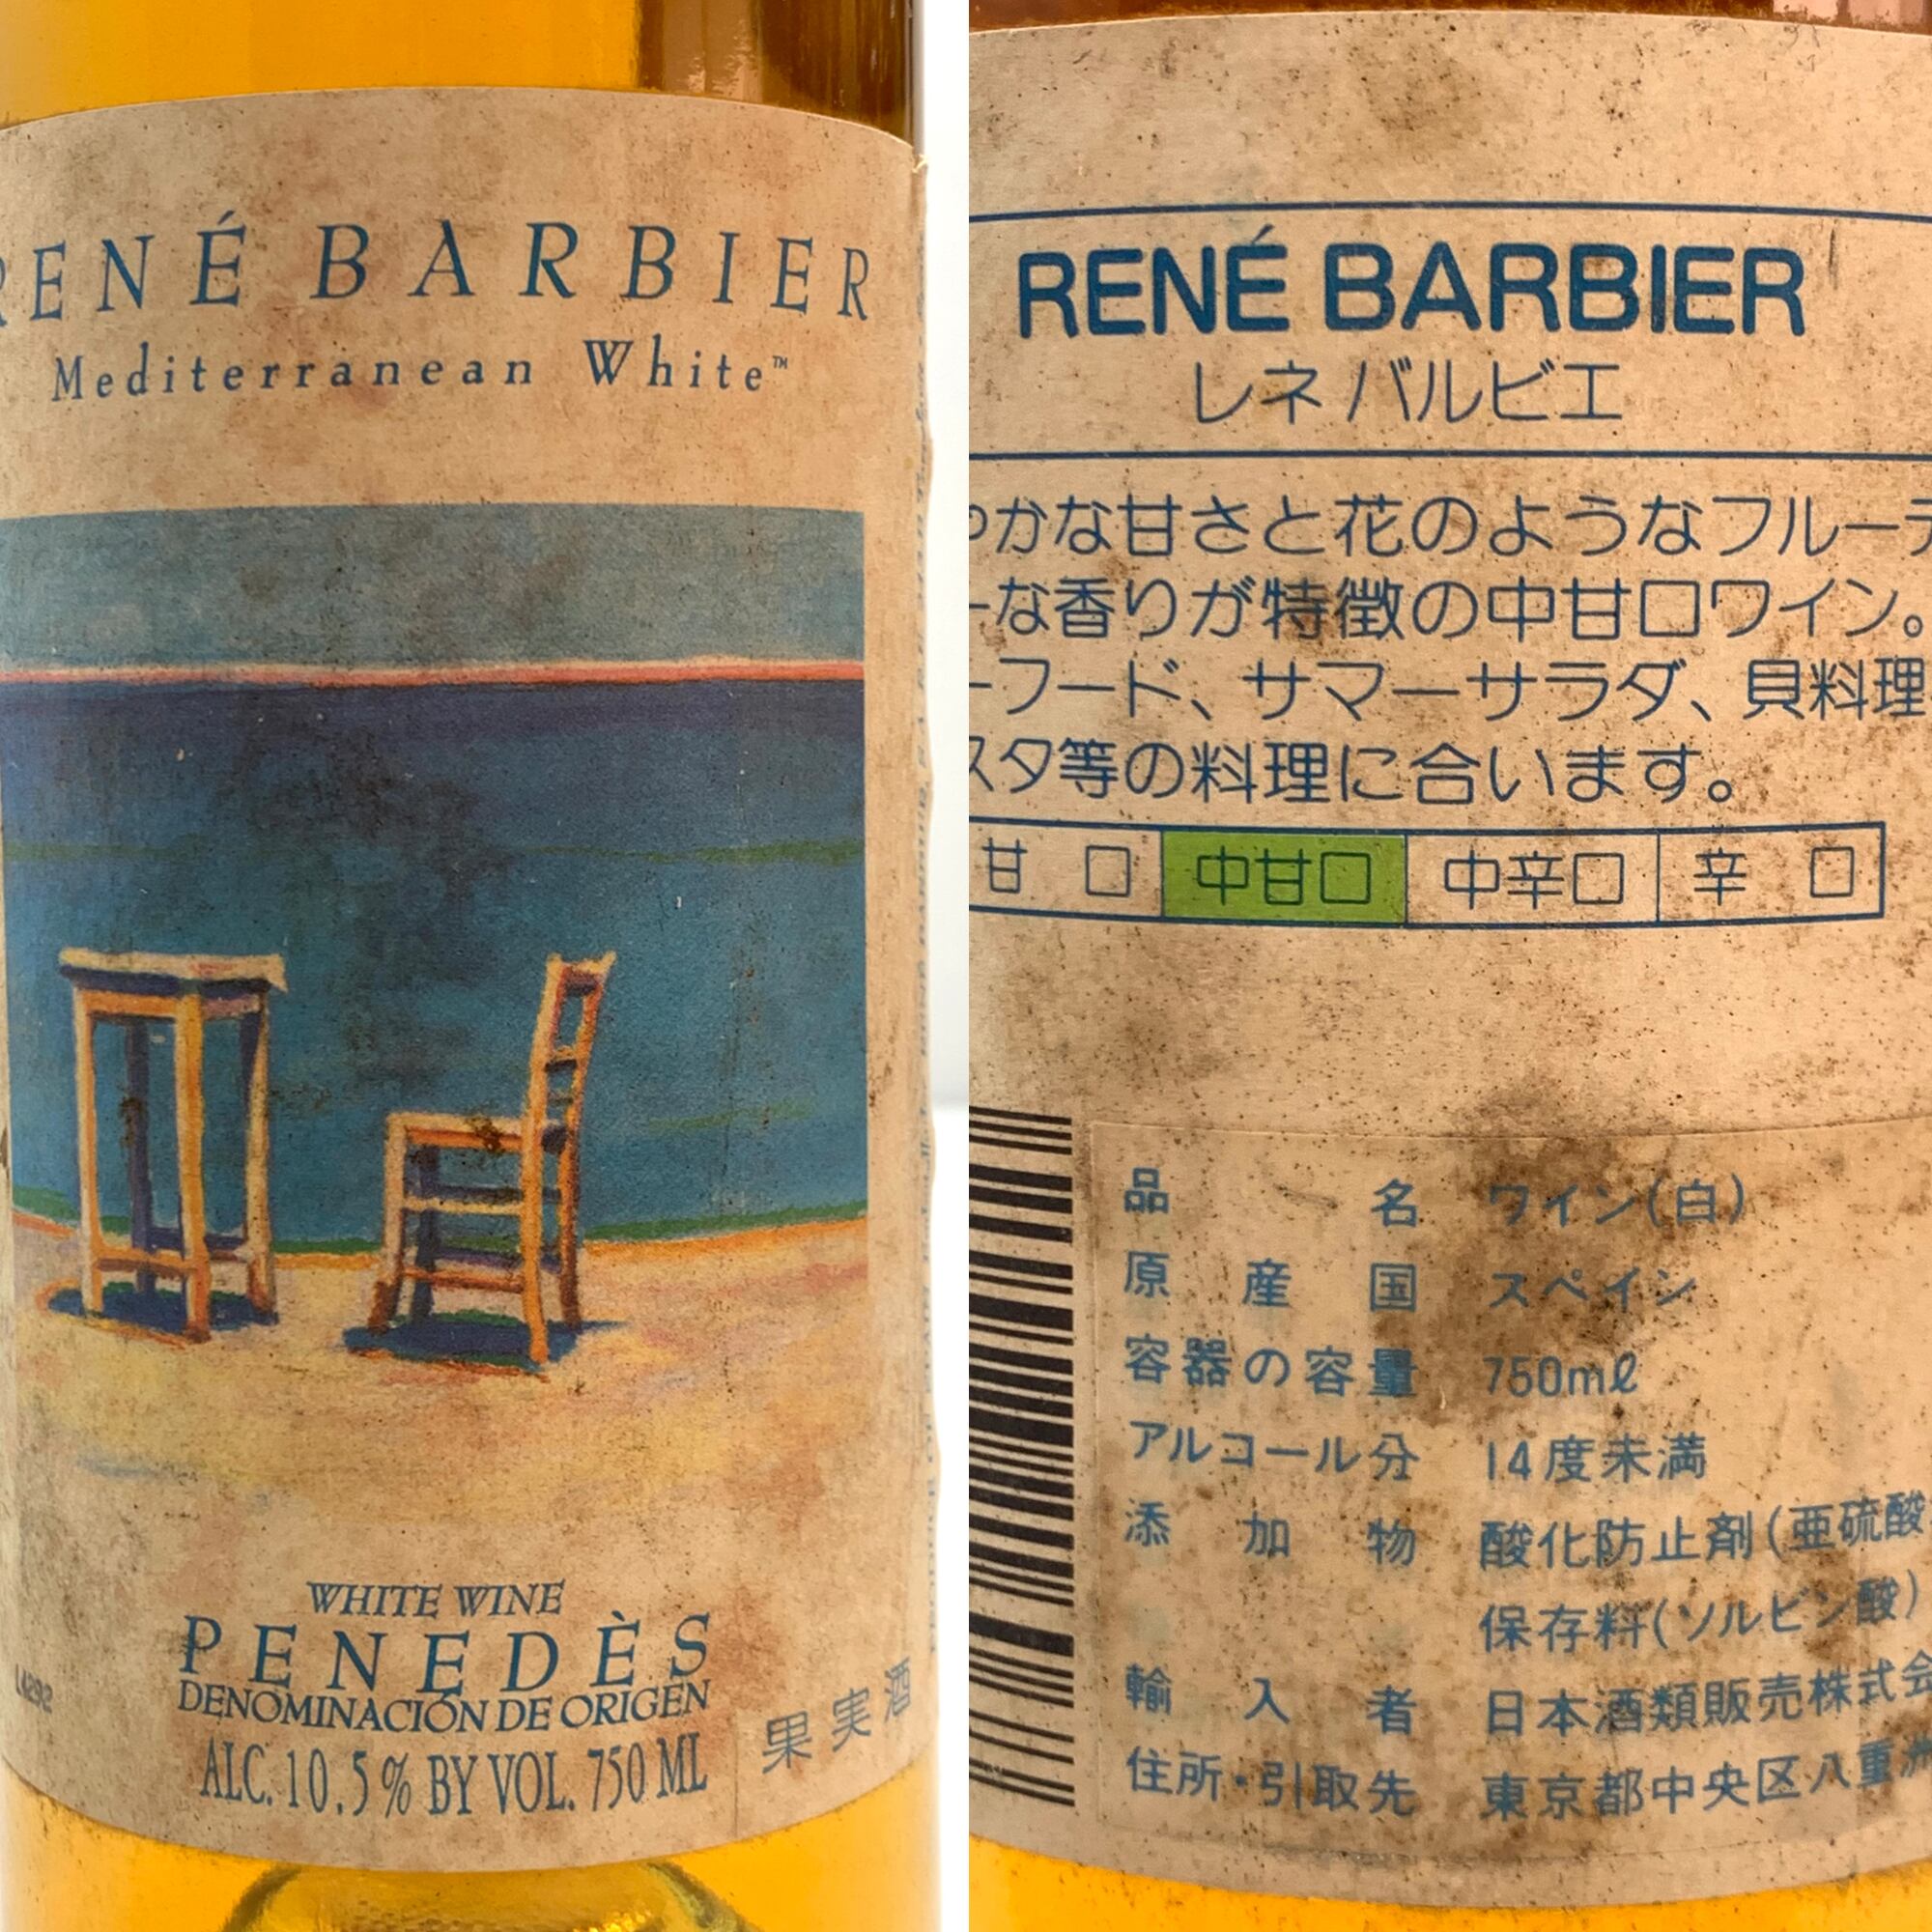 RENÉ BARBIER
Mediterranean White™
WHITE WINE
PENEDÈS
DENOMINACIÓN DE ORIGEN
ALC. 10.5% BY VOL. 750 ML
果実酒
RENÉ BARBIER
レネ バルビエ
やかな甘さと花のようなフルーテ
ーな香りが特徴の中甘口ワイン。
ーフード、サマーサラダ、貝料理
スタ等の料理に合います。
甘口 中甘口 中辛口 辛口
品名 ワイン(白)
原産国 スペイン
容器の容量 750mℓ
アルコール分 14度未満
添加物 酸化防止剤(亜硫酸
保存料(ソルビン酸)
輸入者 日本酒類販売株式会
住所・引取先 東京都中央区八重洲